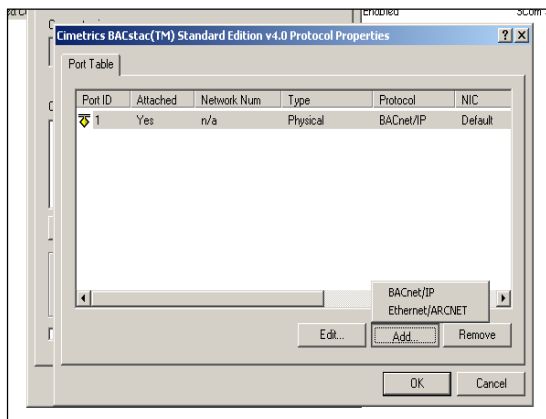 Enabled
3Com
Cimetrics BACstac(TM) Standard Edition v4.0 Protocol Properties
Port Table
Port ID Attached Network Num Type Protocol NIC
1 Yes n/a Physical BACnet/IP Default
BACnet/IP
Ethernet/ARCNET
Edit... Add... Remove
OK Cancel